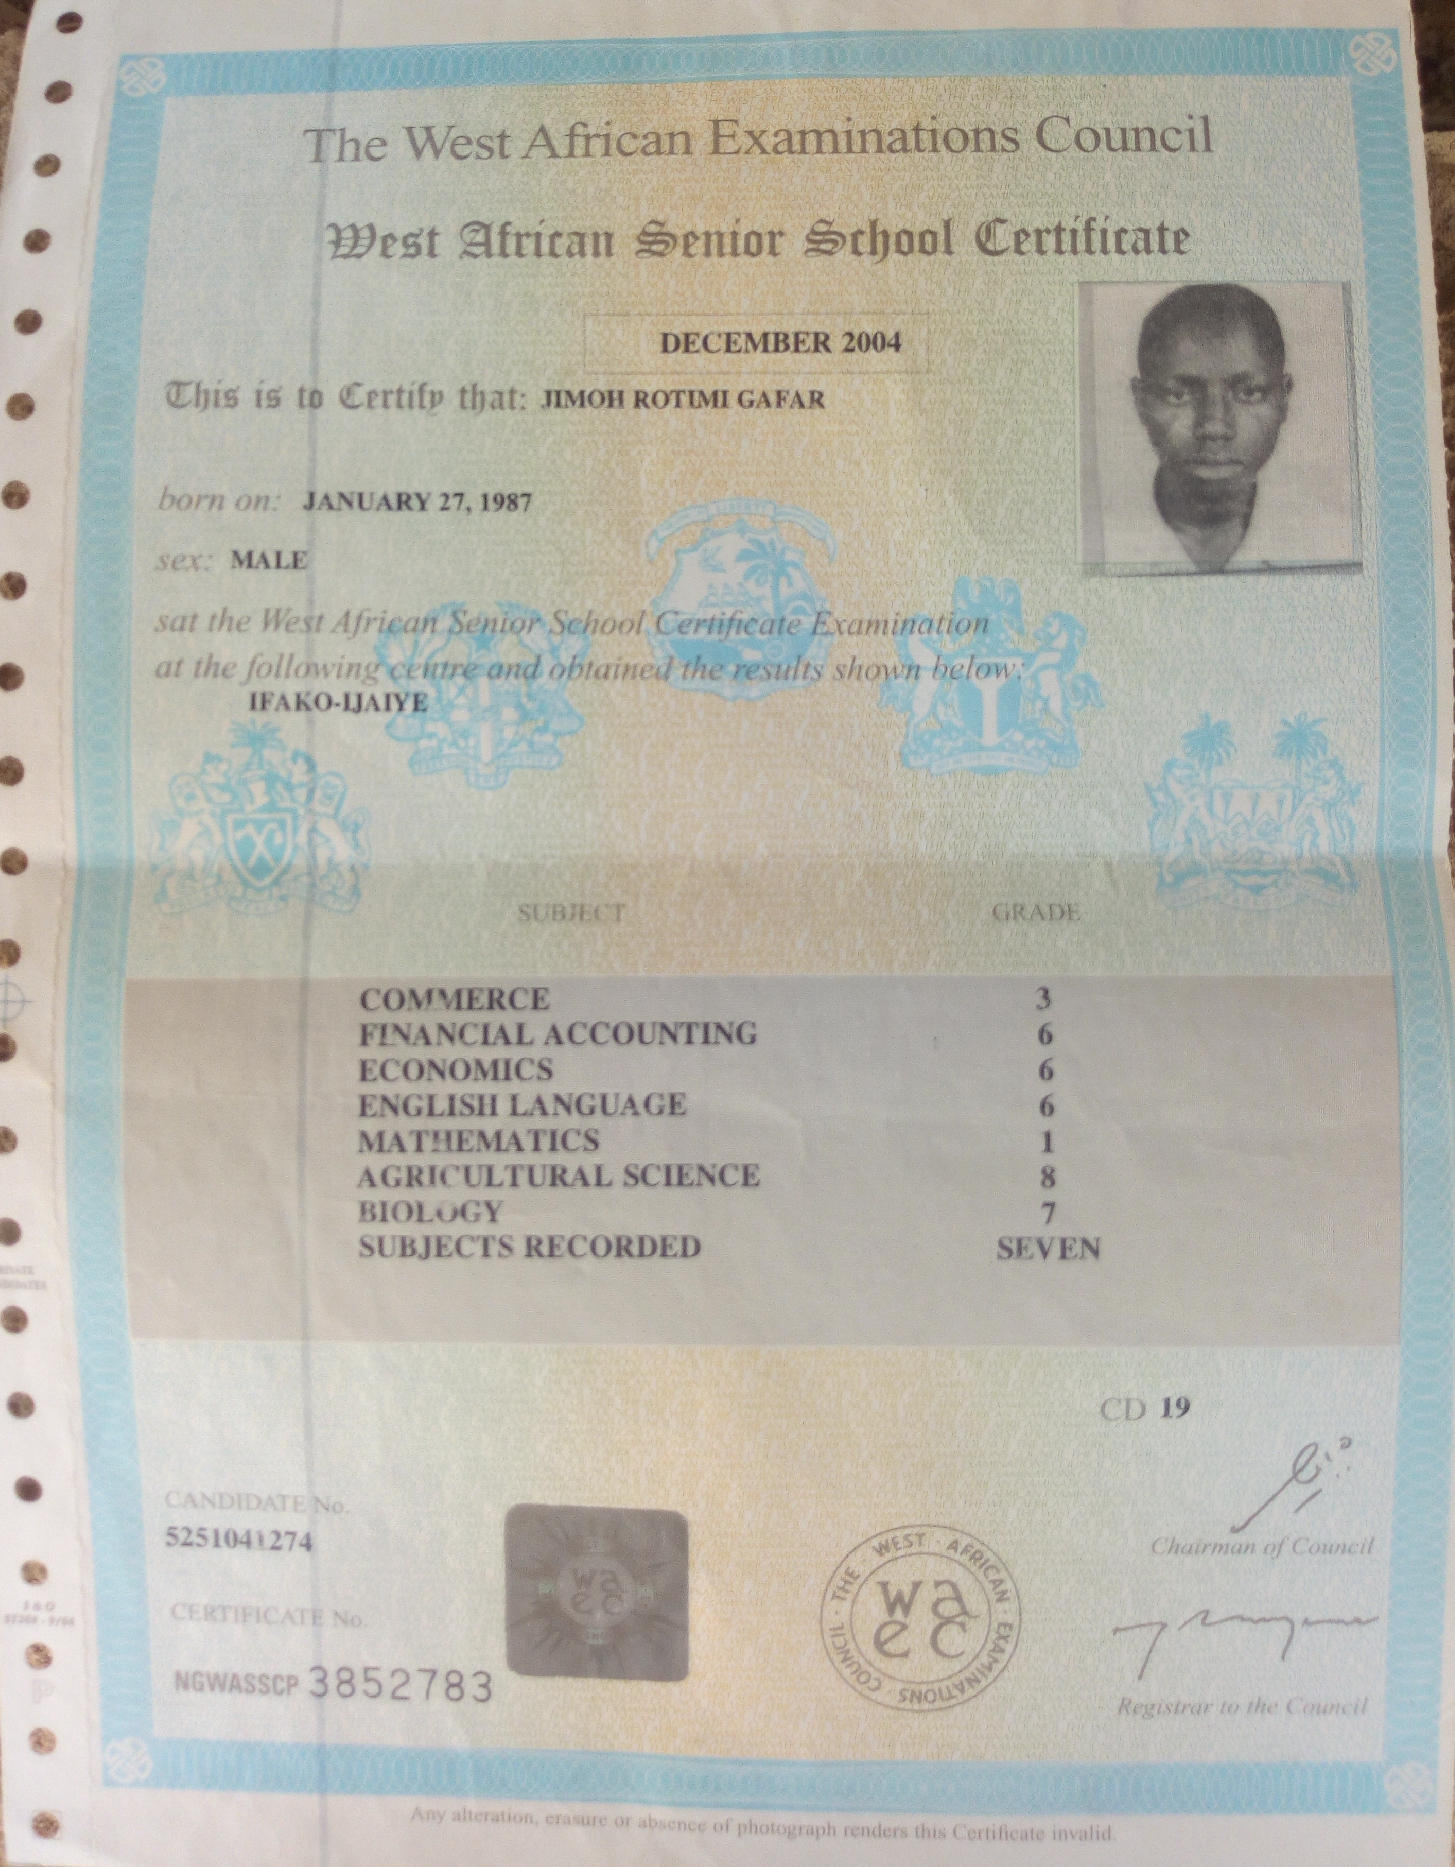 The West African Examinations Council
West African Senior School Certificate
DECEMBER 2004
This is to Certify that: JIMOH ROTIMI GAFAR
born on: JANUARY 27, 1987
sex: MALE
sat the West African Senior School Certificate Examination
at the following centre and obtained the results shown below:
IFAKO-IJAIYE
SUBJECT GRADE
COMMERCE 3
FINANCIAL ACCOUNTING 6
ECONOMICS 6
ENGLISH LANGUAGE 6
MATHEMATICS 1
AGRICULTURAL SCIENCE 8
BIOLOGY 7
SUBJECTS RECORDED SEVEN
CD 19
Chairman of Council
CANDIDATE No.
5251041274
CERTIFICATE No.
NGWASSCP 3852783
waec
THE WEST AFRICAN EXAMINATIONS COUNCIL
waec
Registrar to the Council
Any alteration, erasure or absence of photograph renders this Certificate invalid.